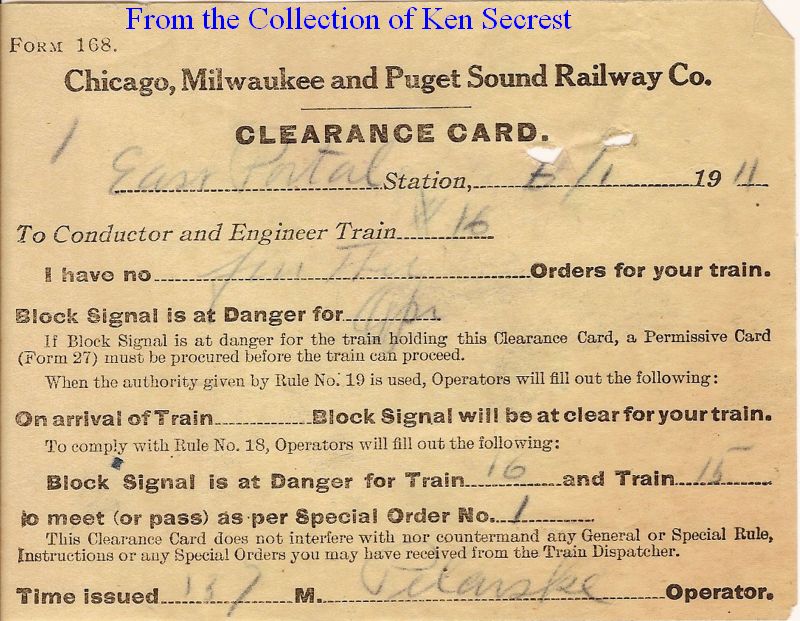 From the Collection of Ken Secrest
FORM 168.
Chicago, Milwaukee and Puget Sound Railway Co.
CLEARANCE CARD.
1
East Portal Station, 1911
To Conductor and Engineer Train 16
I have no Orders for your train.
Block Signal is at Danger for
If Block Signal is at danger for the train holding this Clearance Card, a Permissive Card
(Form 27) must be procured before the train can proceed.
When the authority given by Rule No. 19 is used, Operators will fill out the following:
On arrival of Train Block Signal will be at clear for your train.
To comply with Rule No. 18, Operators will fill out the following:
Block Signal is at Danger for Train 16 and Train 15
to meet (or pass) as per Special Order No. 1
This Clearance Card does not interfere with nor countermand any General or Special Rule,
Instructions or any Special Orders you may have received from the Train Dispatcher.
Time issued M. Operator.